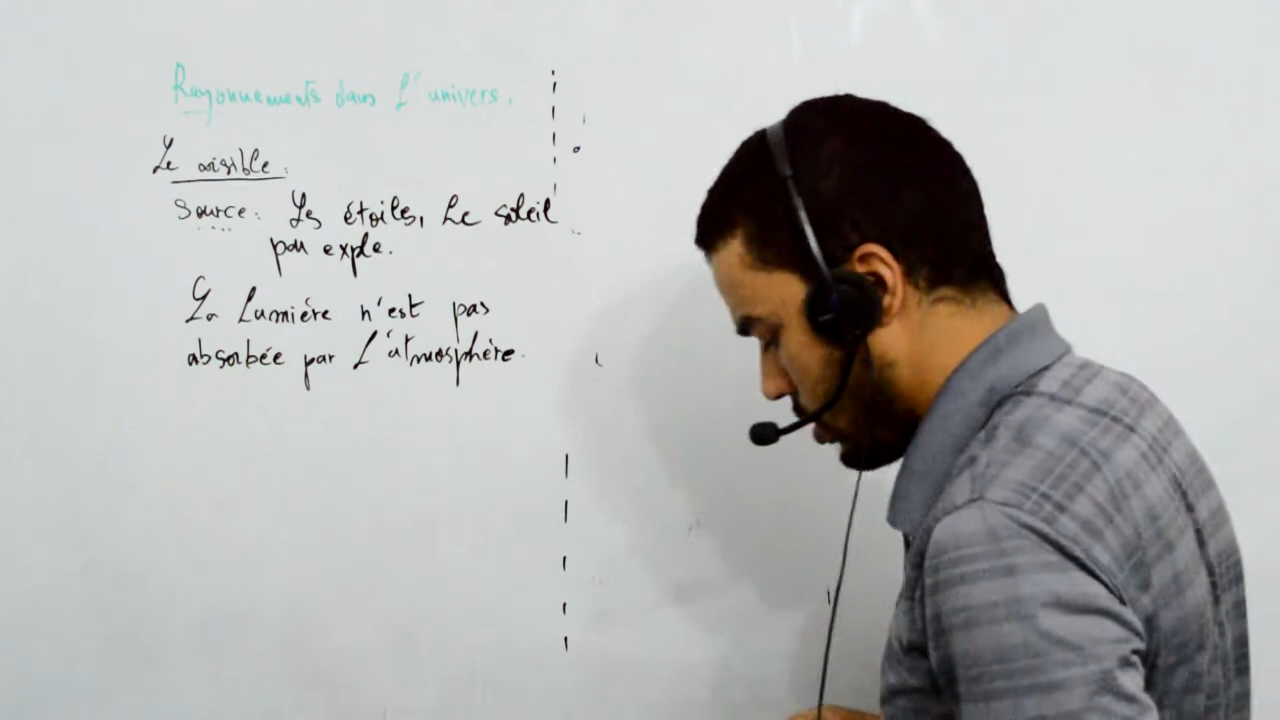 Rayonnements dans l'univers.
Le visible :
Source : Les étoiles, Le soleil
par exple.
La lumière n'est pas
absorbée par l'atmosphère.